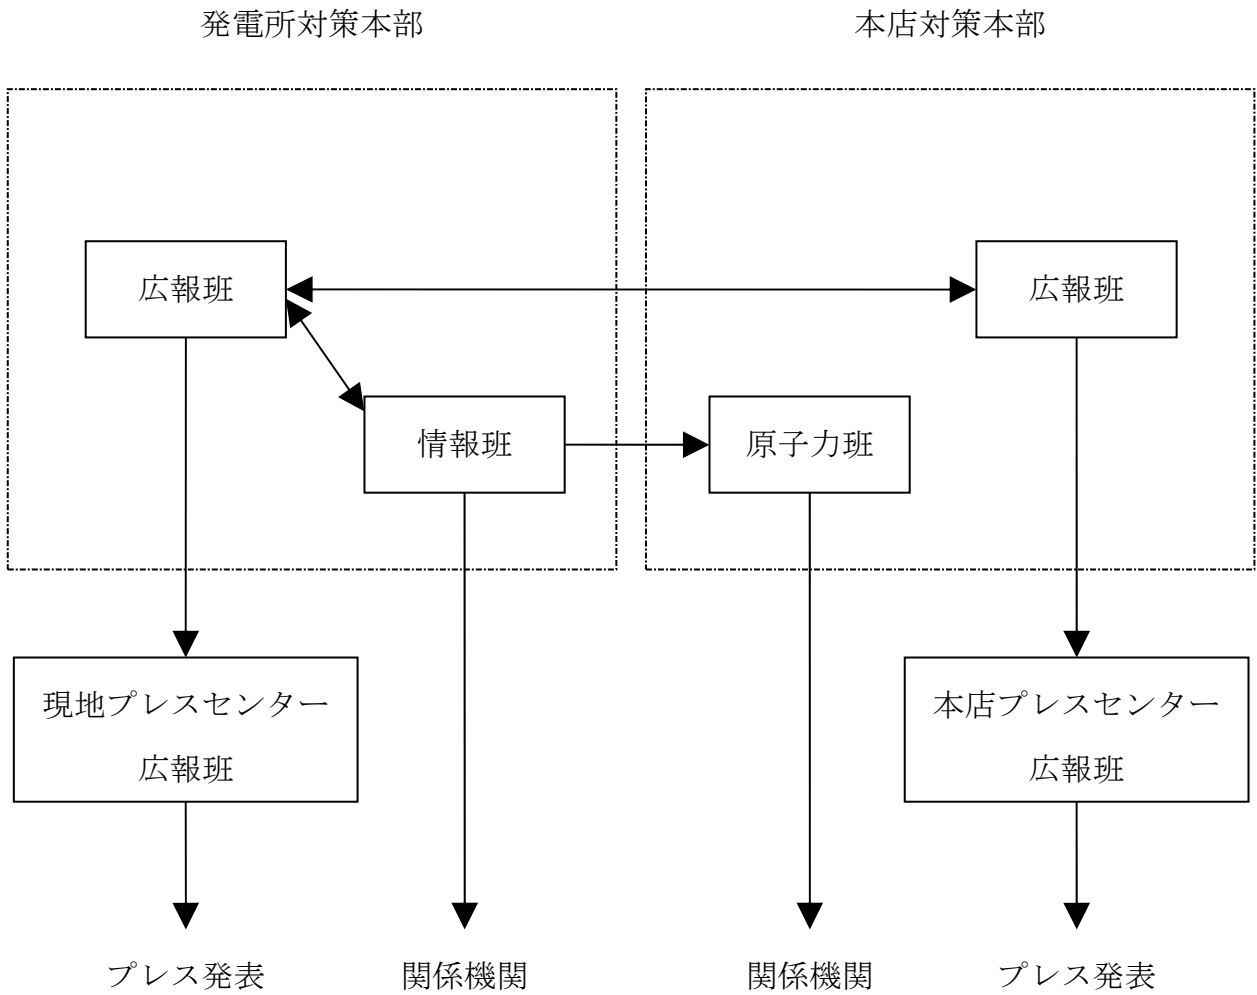 発電所対策本部
本店対策本部
広報班
広報班
情報班
原子力班
現地プレスセンター
広報班
本店プレスセンター
広報班
プレス発表
関係機関
関係機関
プレス発表